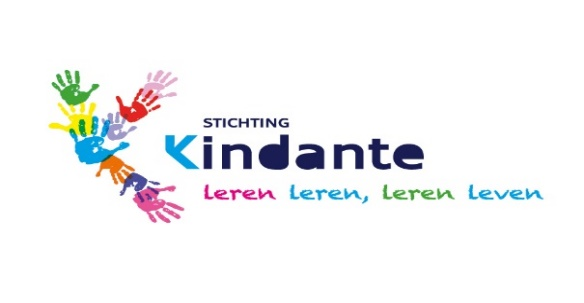 STICHTING
Kindante
leren leren, leren leven